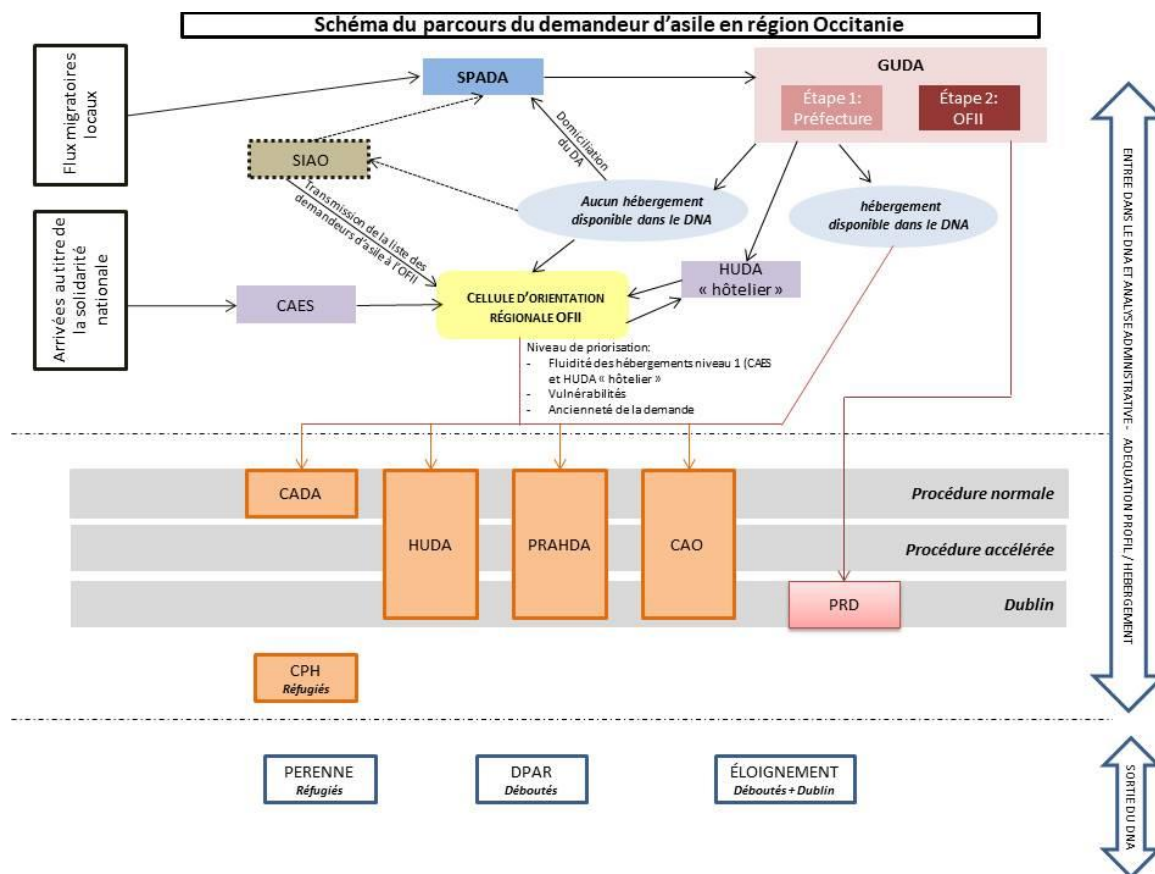 Schéma du parcours du demandeur d'asile en région Occitanie
Flux migratoires
locaux
SPADA
GUDA
Étape 1:
Préfecture
Étape 2:
OFII
SIAO
Domiciliation
du DA
Transmission de la liste des
demandeurs d'asile à l'OFII
Aucun hébergement
disponible dans le DNA
hébergement
disponible dans le DNA
Arrivées au titre de
la solidarité
nationale
CAES
CELLULE D'ORIENTATION
RÉGIONALE OFII
HUDA
« hôtelier »
Niveau de priorisation:
- Fluidité des hébergements niveau 1 (CAES
et HUDA « hôtelier »
- Vulnérabilités
- Ancienneté de la demande
ENTREE DANS LE DNA ET ANALYSE ADMINISTRATIVE - ADEQUATION PROFIL / HEBERGEMENT
CADA
Procédure normale
HUDA
PRAHDA
CAO
Procédure accélérée
PRD
Dublin
CPH
Réfugiés
PERENNE
Réfugiés
DPAR
Déboutés
ÉLOIGNEMENT
Déboutés + Dublin
SORTIE DU DNA